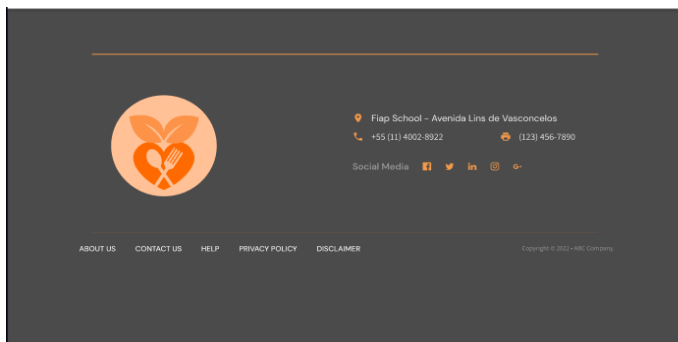 Fiap School - Avenida Lins de Vasconcelos
+55 (11) 4002-8922 (123) 456-7890
Social Media
ABOUT US CONTACT US HELP PRIVACY POLICY DISCLAIMER Copyright © 2022 • ABC Company.